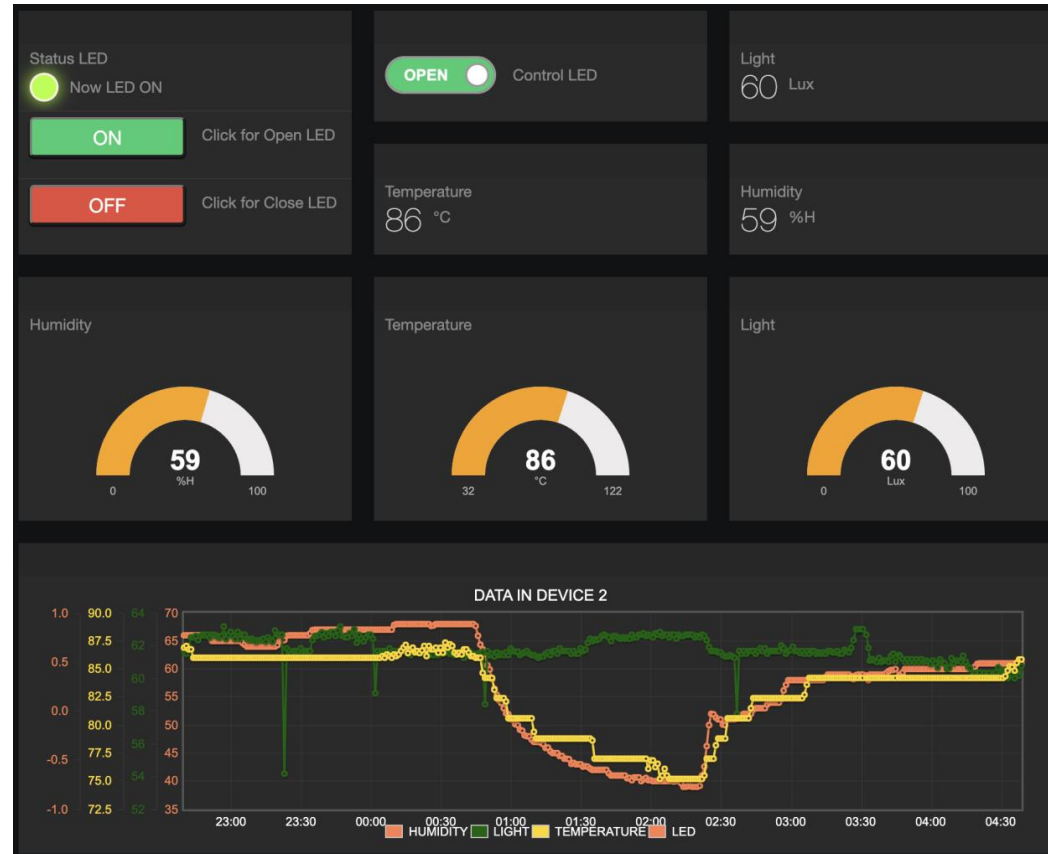 Status LED
Now LED ON
ON Click for Open LED
OFF Click for Close LED
OPEN Control LED
Light
60 Lux
Temperature
86 °C
Humidity
59 %H
Humidity
59
%H
0 100
Temperature
86
°C
32 122
Light
60
Lux
0 100
DATA IN DEVICE 2
1.0 90.0 64 70
87.5 65
62
0.5 85.0 60
60
82.5 55
0.0 58
80.0 50
56
-0.5 77.5 45
54
75.0 40
-1.0 72.5 52 35
23:00 23:30 00:00 00:30 01:00 01:30 02:00 02:30 03:00 03:30 04:00 04:30
HUMIDITY LIGHT TEMPERATURE LED